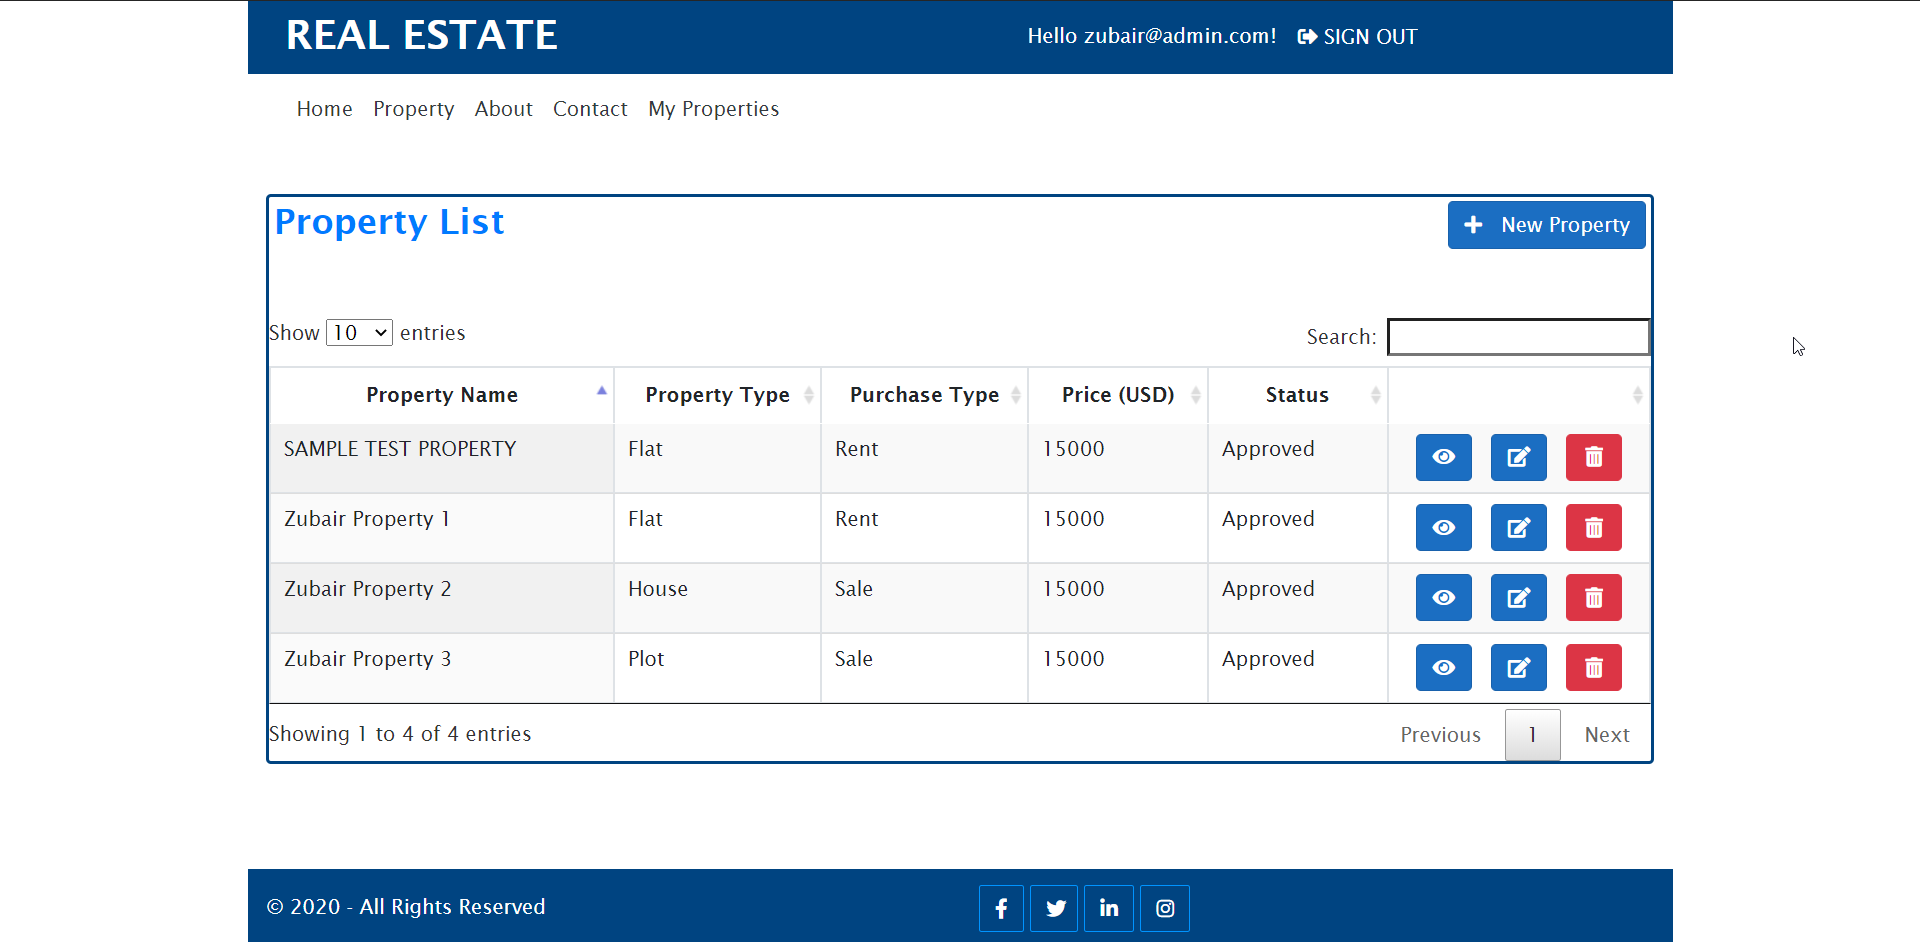 REAL ESTATE
Hello zubair@admin.com! SIGN OUT
Home Property About Contact My Properties
Property List
New Property
Show 10 entries
Search:
Property Name Property Type Purchase Type Price (USD) Status
SAMPLE TEST PROPERTY Flat Rent 15000 Approved
Zubair Property 1 Flat Rent 15000 Approved
Zubair Property 2 House Sale 15000 Approved
Zubair Property 3 Plot Sale 15000 Approved
Showing 1 to 4 of 4 entries
Previous 1 Next
© 2020 - All Rights Reserved